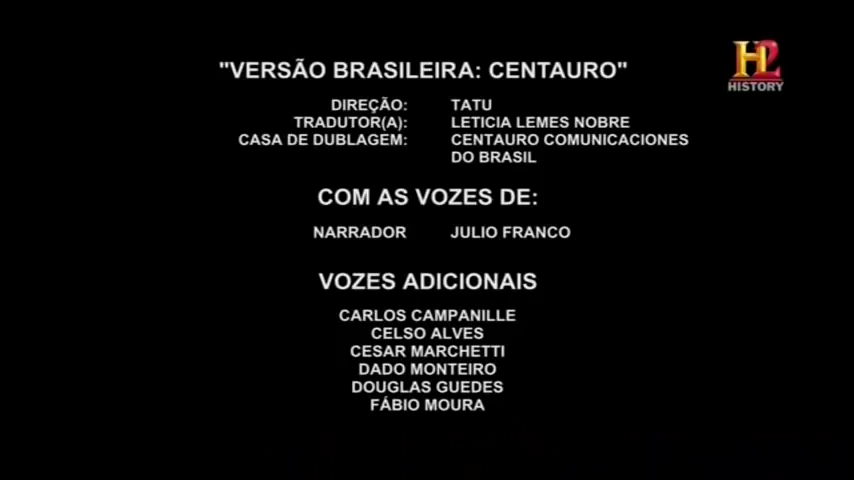 "VERSÃO BRASILEIRA: CENTAURO"
H2
HISTORY
DIREÇÃO: TATU
TRADUTOR(A): LETICIA LEMES NOBRE
CASA DE DUBLAGEM: CENTAURO COMUNICACIONES
DO BRASIL
COM AS VOZES DE:
NARRADOR JULIO FRANCO
VOZES ADICIONAIS
CARLOS CAMPANILLE
CELSO ALVES
CESAR MARCHETTI
DADO MONTEIRO
DOUGLAS GUEDES
FÁBIO MOURA